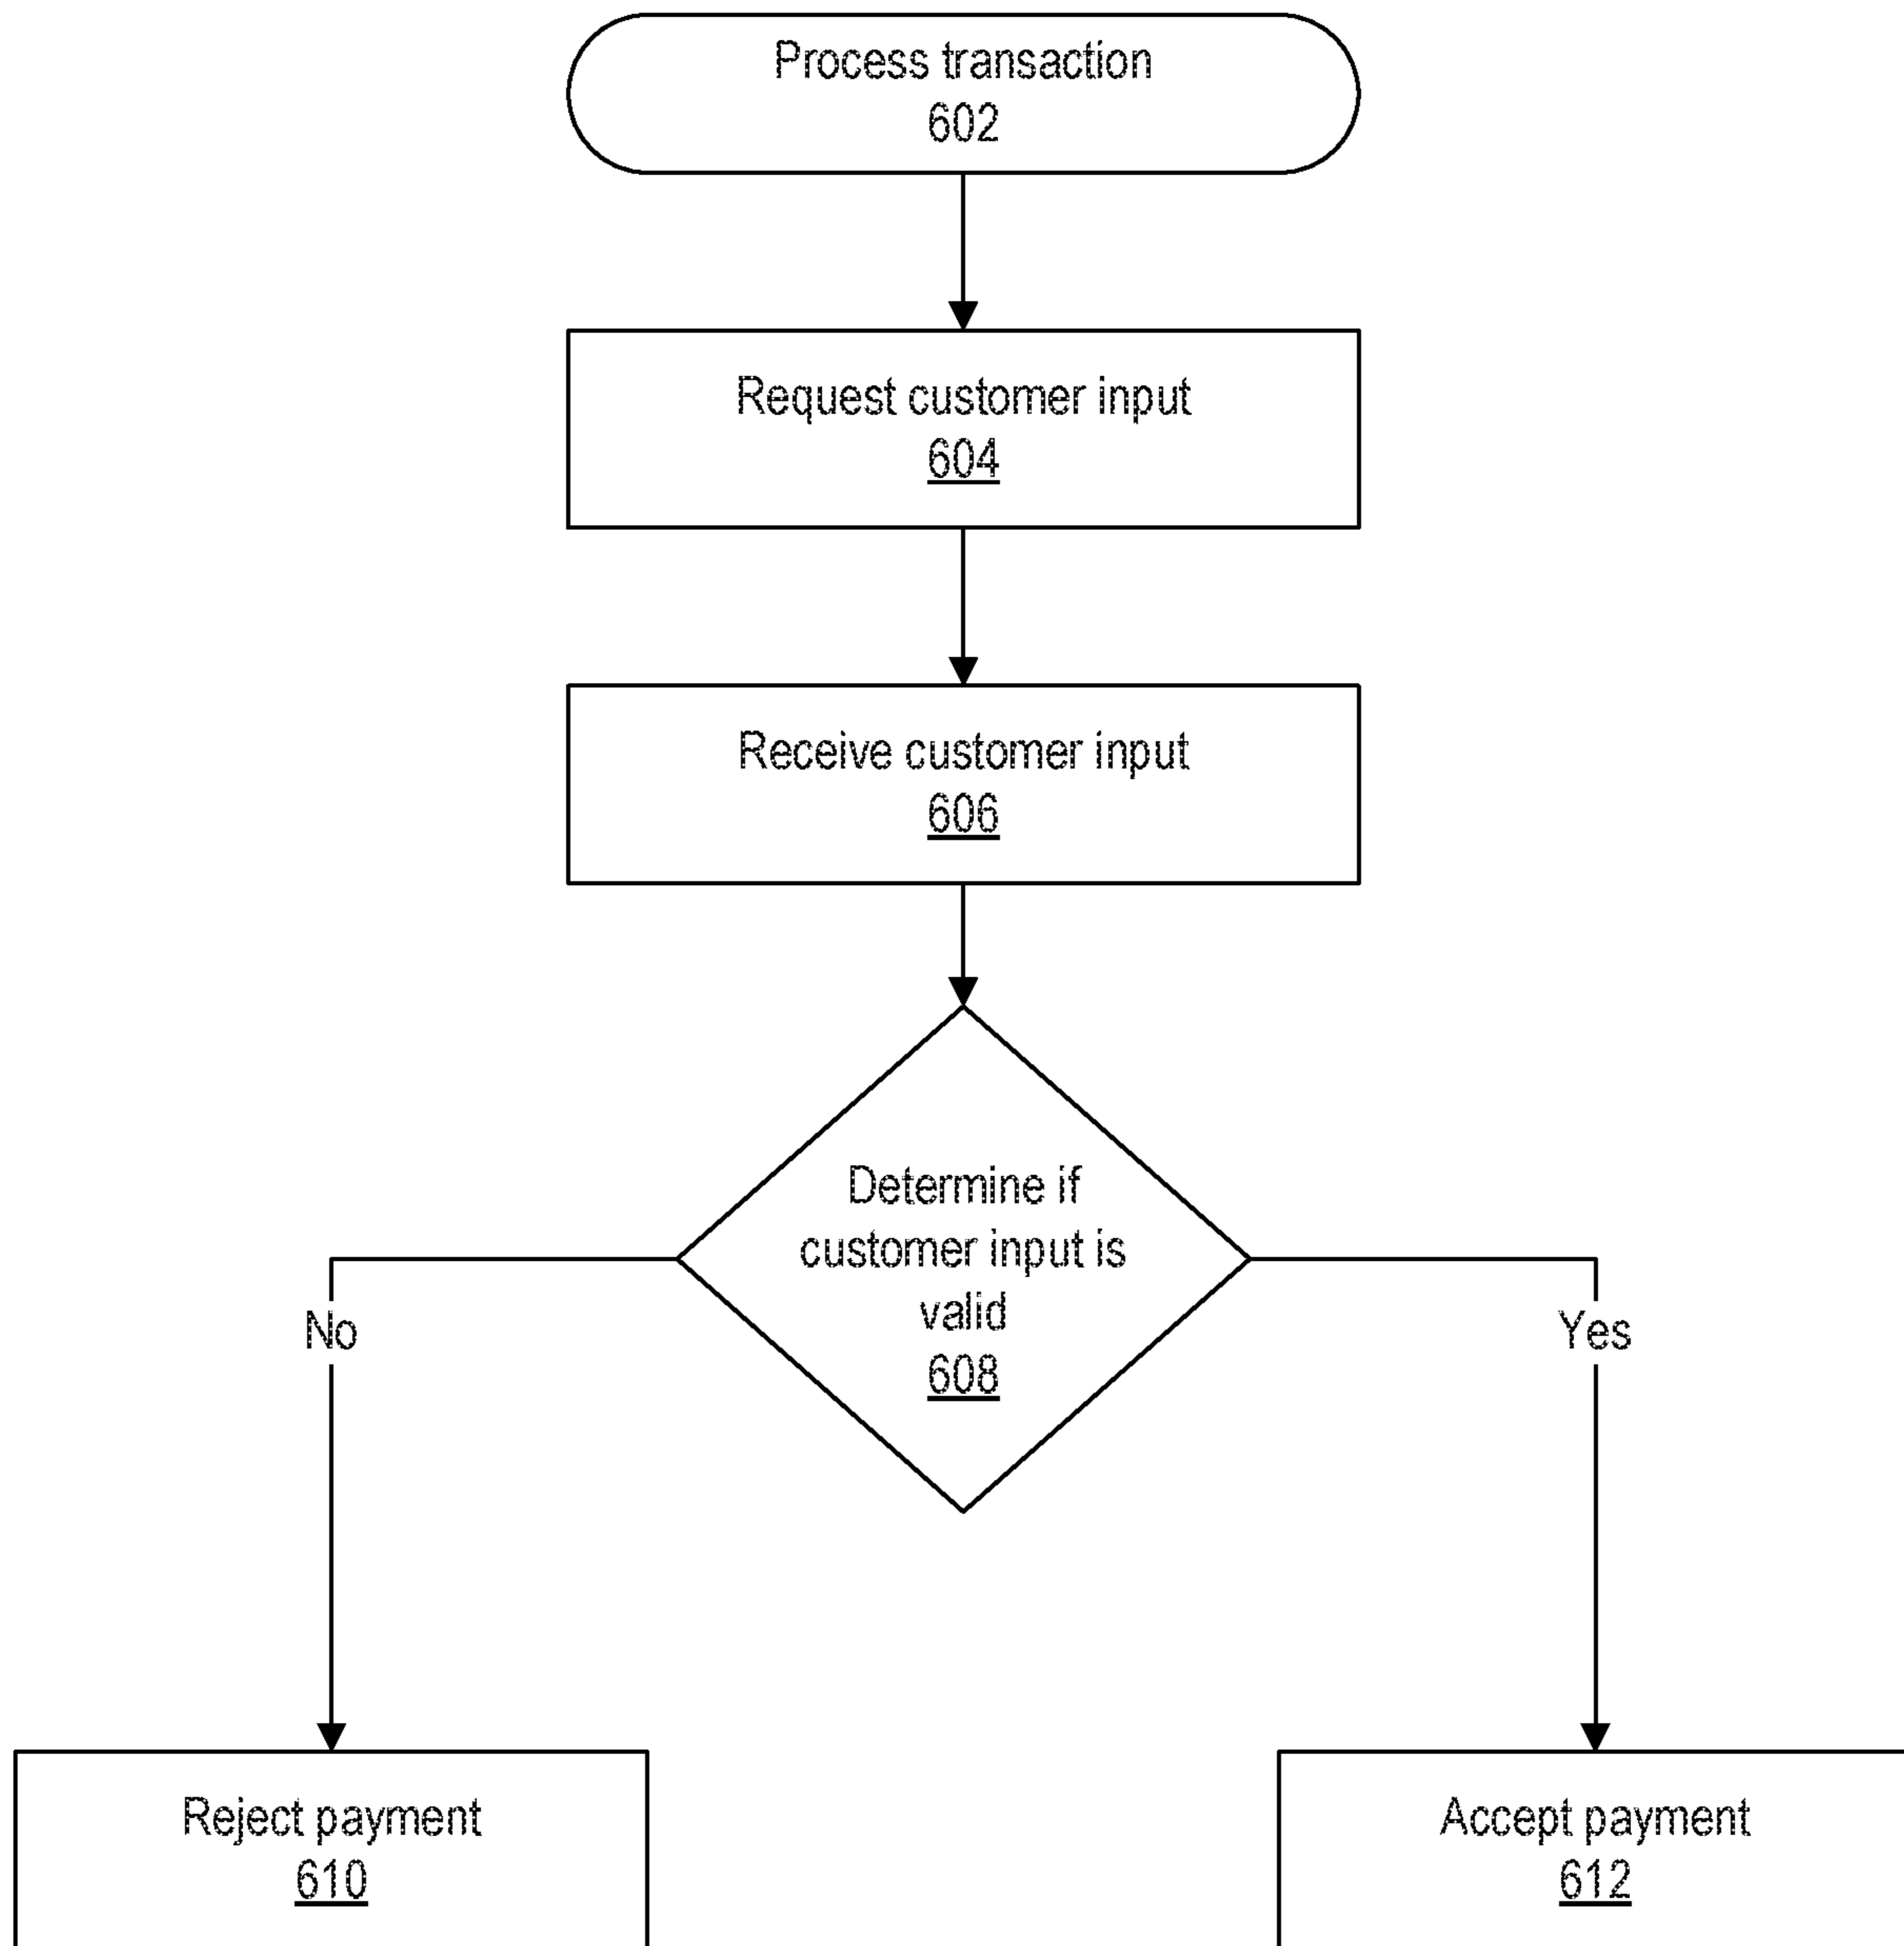 Process transaction
602
Request customer input
604
Receive customer input
606
Determine if
customer input is
valid
608
No
Yes
Reject payment
610
Accept payment
612